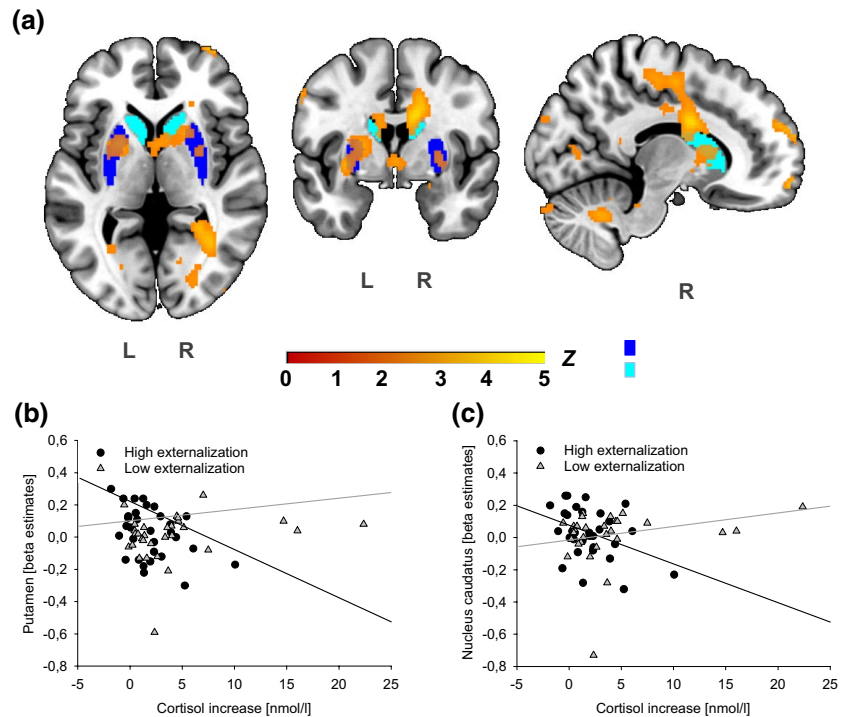 (a)
L R
L R
R
0 1 2 3 4 5 Z
(b)
(c)
High externalization
Low externalization
0,6
0,4
0,2
0,0
-0,2
-0,4
-0,6
-0,8
Putamen [beta estimates]
-5 0 5 10 15 20 25
Cortisol increase [nmol/l]
High externalization
Low externalization
0,6
0,4
0,2
0,0
-0,2
-0,4
-0,6
-0,8
Nucleus caudatus [beta estimates]
-5 0 5 10 15 20 25
Cortisol increase [nmol/l]